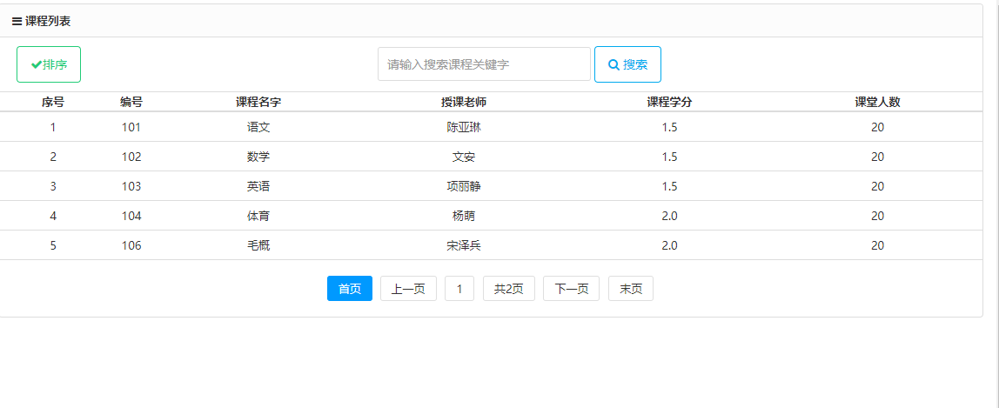 课程列表
排序 请输入搜索课程关键字 搜索
序号 编号 课程名字 授课老师 课程学分 课堂人数
1 101 语文 陈亚琳 1.5 20
2 102 数学 文安 1.5 20
3 103 英语 项丽静 1.5 20
4 104 体育 杨萌 2.0 20
5 106 毛概 宋泽兵 2.0 20
首页 上一页 1 共2页 下一页 末页